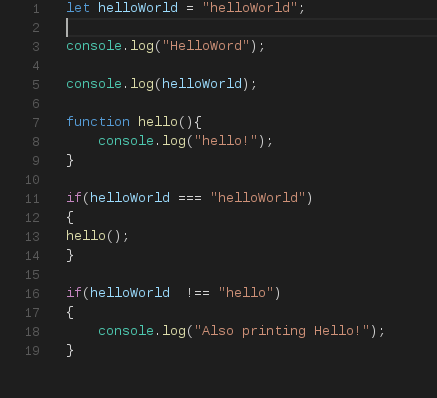 1 let helloWorld = "helloWorld";
2
3 console.log("HelloWord");
4
5 console.log(helloWorld);
6
7 function hello(){
8     console.log("hello!");
9 }
10
11 if(helloWorld === "helloWorld")
12 {
13 hello();
14 }
15
16 if(helloWorld  !== "hello")
17 {
18     console.log("Also printing Hello!");
19 }